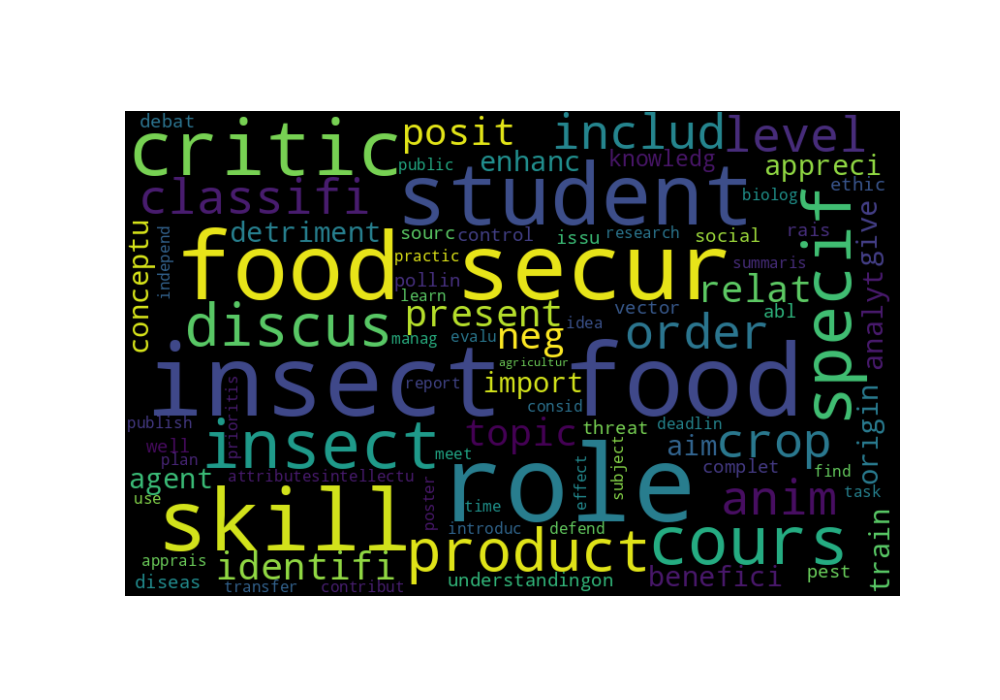 debat
critic
posit
includ
level
public
enhanc
knowledg
appreci
classifi
student
biolog
ethic
conceptu
independ
detriment
sourc
control
issu
research
social
specif
rais
give
food secur
practic
summaris
pollin
learn
relat
analyt
discus
present
manag
evalu
neg
idea
vector
order
abl
insect food
agricultur
report
import
consid
prioritis
origin
publish
well
plan
insect
meet
topic
threat
deadlin
aim
crop
agent
attributesintellectu
role
effect
subject
complet
find
use
skill
poster
time
anim
task
introduc
defend
product
cours
train
apprais
identifi
diseas
transfer
contribut
understandingon
benefici
pest